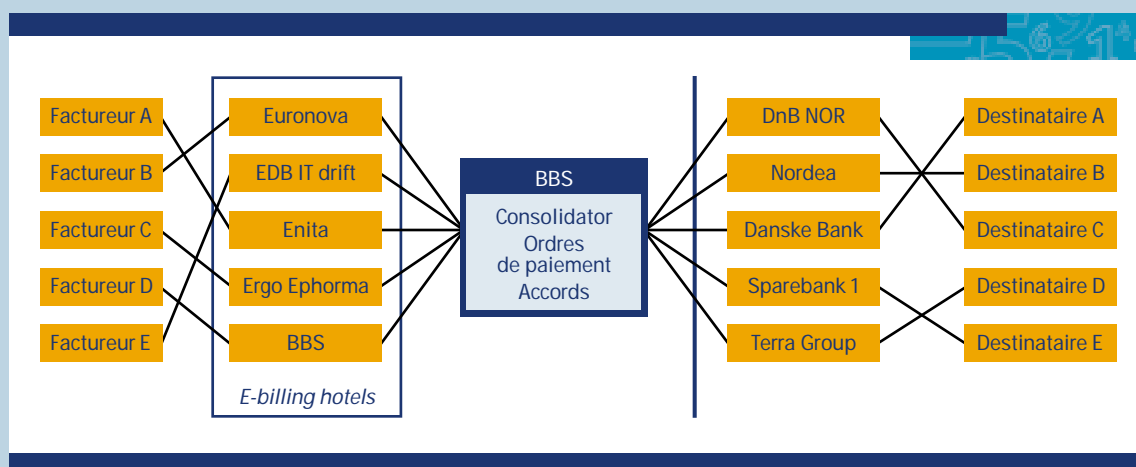 Factureur A
Factureur B
Factureur C
Factureur D
Factureur E
Euronova
EDB IT drift
Enita
Ergo Ephorma
BBS
E-billing hotels
BBS
Consolidator
Ordres
de paiement
Accords
DnB NOR
Nordea
Danske Bank
Sparebank 1
Terra Group
Destinataire A
Destinataire B
Destinataire C
Destinataire D
Destinataire E